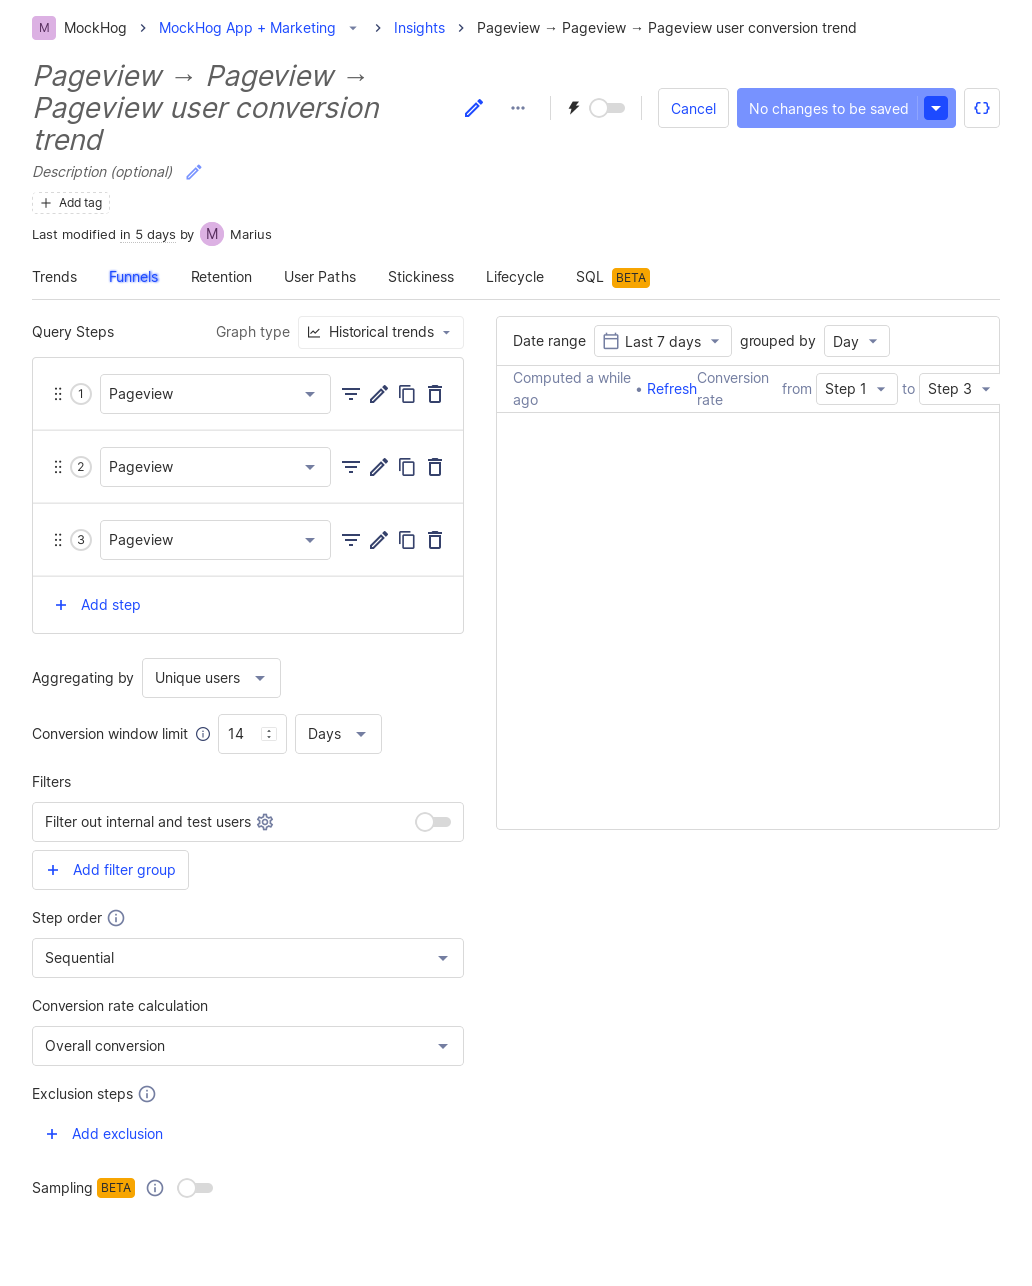 M MockHog MockHog App + Marketing Insights Pageview → Pageview → Pageview user conversion trend
Pageview → Pageview →
Pageview user conversion
trend
Cancel
No changes to be saved
Description (optional)
Add tag
Last modified in 5 days by M Marius
Trends Funnels Retention User Paths Stickiness Lifecycle SQL BETA
Query Steps
Graph type Historical trends
1 Pageview
2 Pageview
3 Pageview
Add step
Aggregating by Unique users
Conversion window limit 14 Days
Filters
Filter out internal and test users
Add filter group
Step order
Sequential
Conversion rate calculation
Overall conversion
Exclusion steps
Add exclusion
Sampling BETA
Date range Last 7 days grouped by Day
Computed a while
ago
• Refresh
Conversion
rate
from Step 1 to Step 3